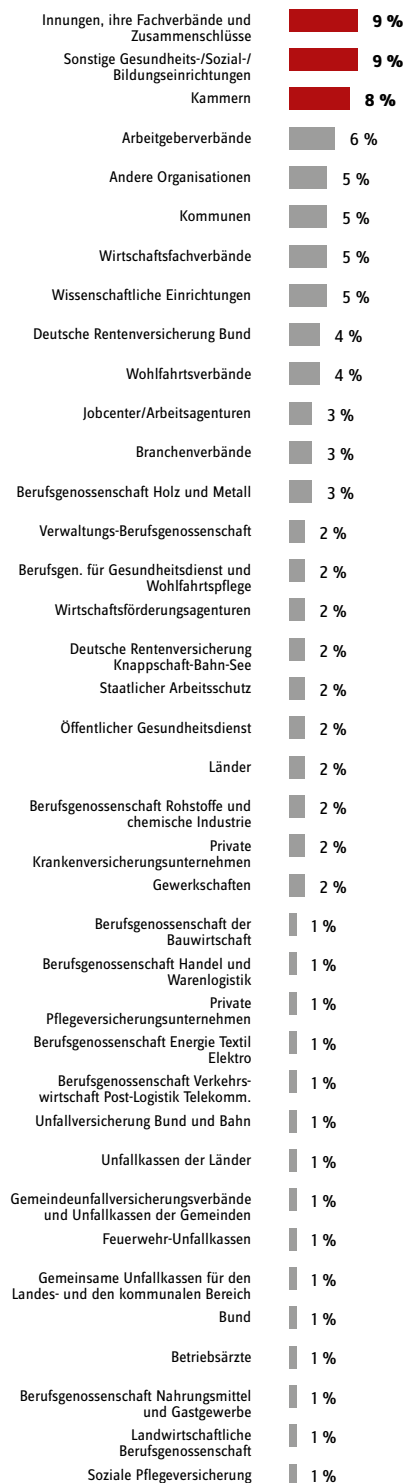 Innungen, ihre Fachverbände und
Zusammenschlüsse
9 %
Sonstige Gesundheits-/Sozial-/
Bildungseinrichtungen
9 %
Kammern
8 %
Arbeitgeberverbände
6 %
Andere Organisationen
5 %
Kommunen
5 %
Wirtschaftsfachverbände
5 %
Wissenschaftliche Einrichtungen
5 %
Deutsche Rentenversicherung Bund
4 %
Wohlfahrtsverbände
4 %
Jobcenter/Arbeitsagenturen
3 %
Branchenverbände
3 %
Berufsgenossenschaft Holz und Metall
3 %
Verwaltungs-Berufsgenossenschaft
2 %
Berufsgen. für Gesundheitsdienst und
Wohlfahrtspflege
2 %
Wirtschaftsförderungsagenturen
2 %
Deutsche Rentenversicherung
Knappschaft-Bahn-See
2 %
Staatlicher Arbeitsschutz
2 %
Öffentlicher Gesundheitsdienst
2 %
Länder
2 %
Berufsgenossenschaft Rohstoffe und
chemische Industrie
2 %
Private
Krankenversicherungsunternehmen
2 %
Gewerkschaften
2 %
Berufsgenossenschaft der
Bauwirtschaft
1 %
Berufsgenossenschaft Handel und
Warenlogistik
1 %
Private
Pflegeversicherungsunternehmen
1 %
Berufsgenossenschaft Energie Textil
Elektro
1 %
Berufsgenossenschaft Verkehrs-
wirtschaft Post-Logistik Telekomm.
1 %
Unfallversicherung Bund und Bahn
1 %
Unfallkassen der Länder
1 %
Gemeindeunfallversicherungsverbände
und Unfallkassen der Gemeinden
1 %
Feuerwehr-Unfallkassen
1 %
Gemeinsame Unfallkassen für den
Landes- und den kommunalen Bereich
1 %
Bund
1 %
Betriebsärzte
1 %
Berufsgenossenschaft Nahrungsmittel
und Gastgewerbe
1 %
Landwirtschaftliche
Berufsgenossenschaft
1 %
Soziale Pflegeversicherung
1 %